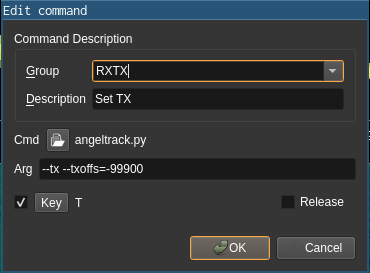 Edit command
Command Description
Group RXTX
Description Set TX
Cmd angeltrack.py
Arg --tx --txoffs=-99900
Key T Release
OK Cancel